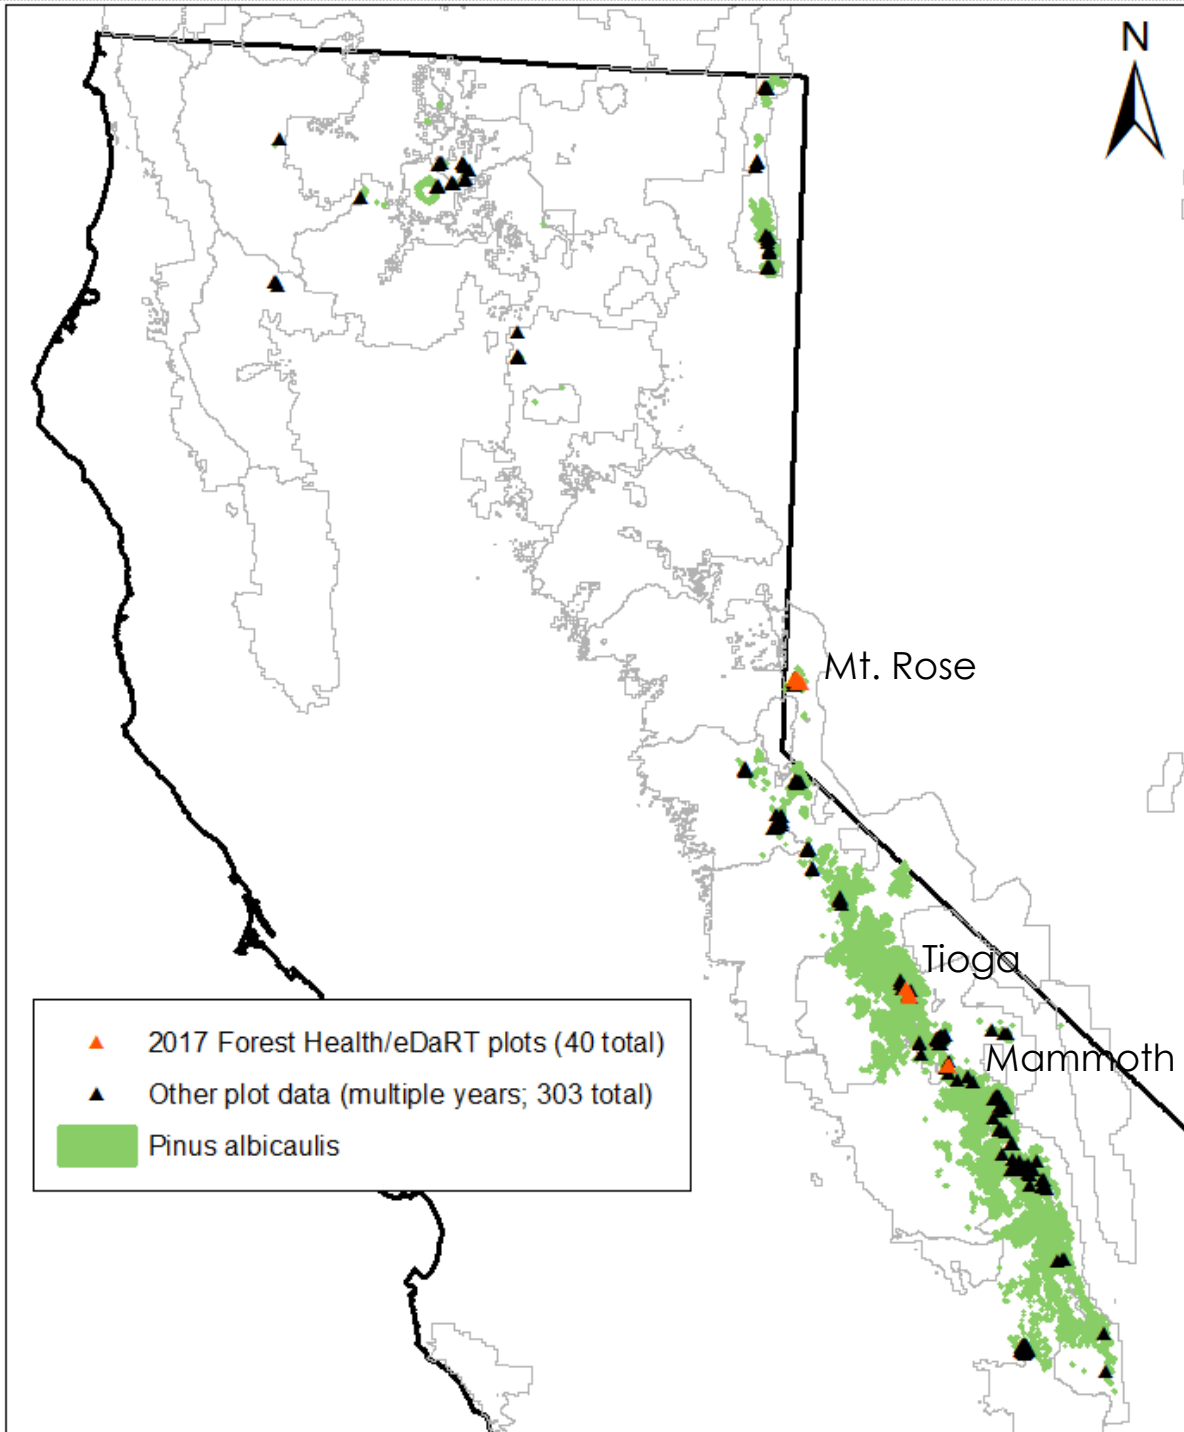 N
Mt. Rose
Tioga
Mammoth
2017 Forest Health/eDaRT plots (40 total)
Other plot data (multiple years; 303 total)
Pinus albicaulis